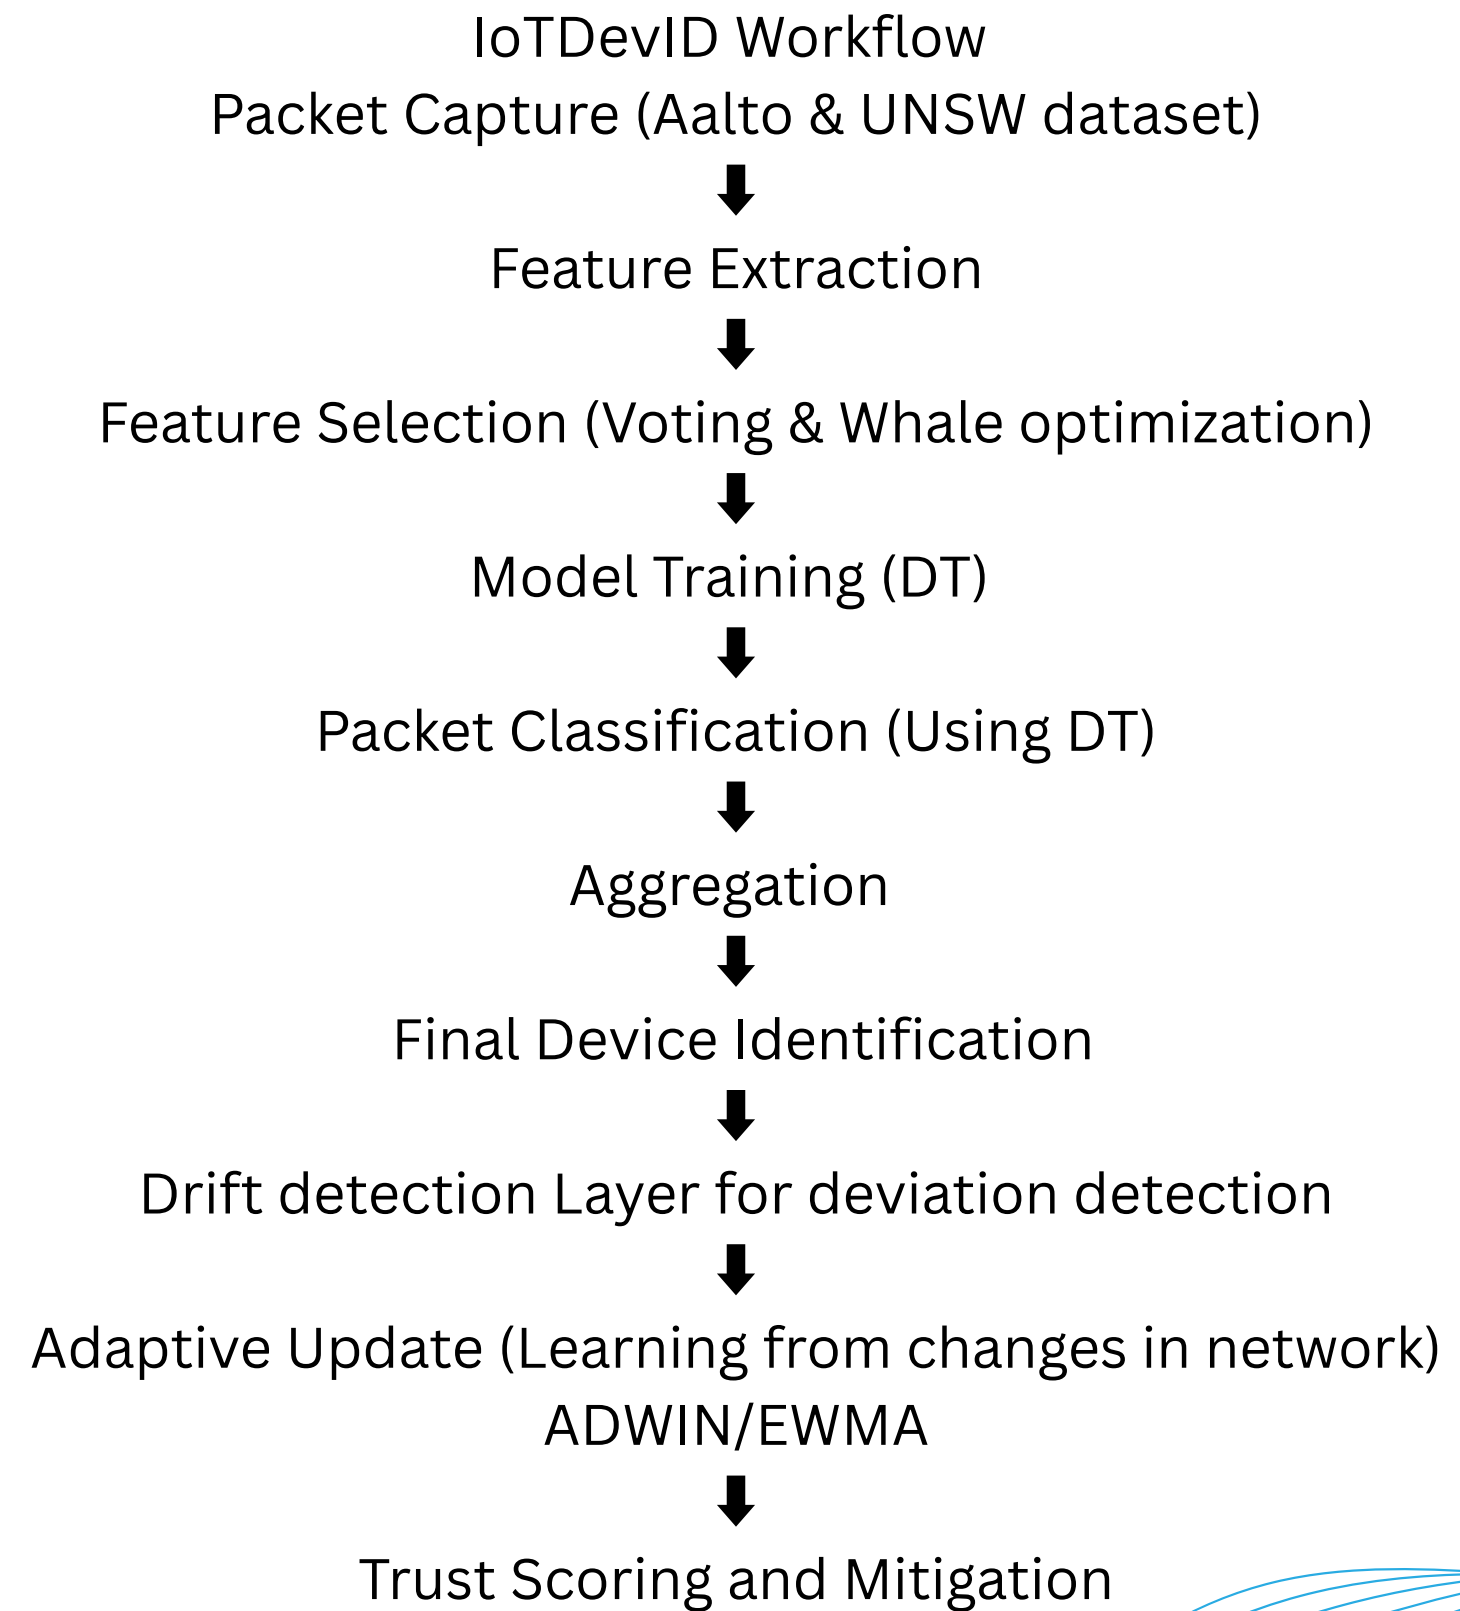 IoTDevID Workflow
Packet Capture (Aalto & UNSW dataset)
Feature Extraction
Feature Selection (Voting & Whale optimization)
Model Training (DT)
Packet Classification (Using DT)
Aggregation
Final Device Identification
Drift detection Layer for deviation detection
Adaptive Update (Learning from changes in network)
ADWIN/EWMA
Trust Scoring and Mitigation